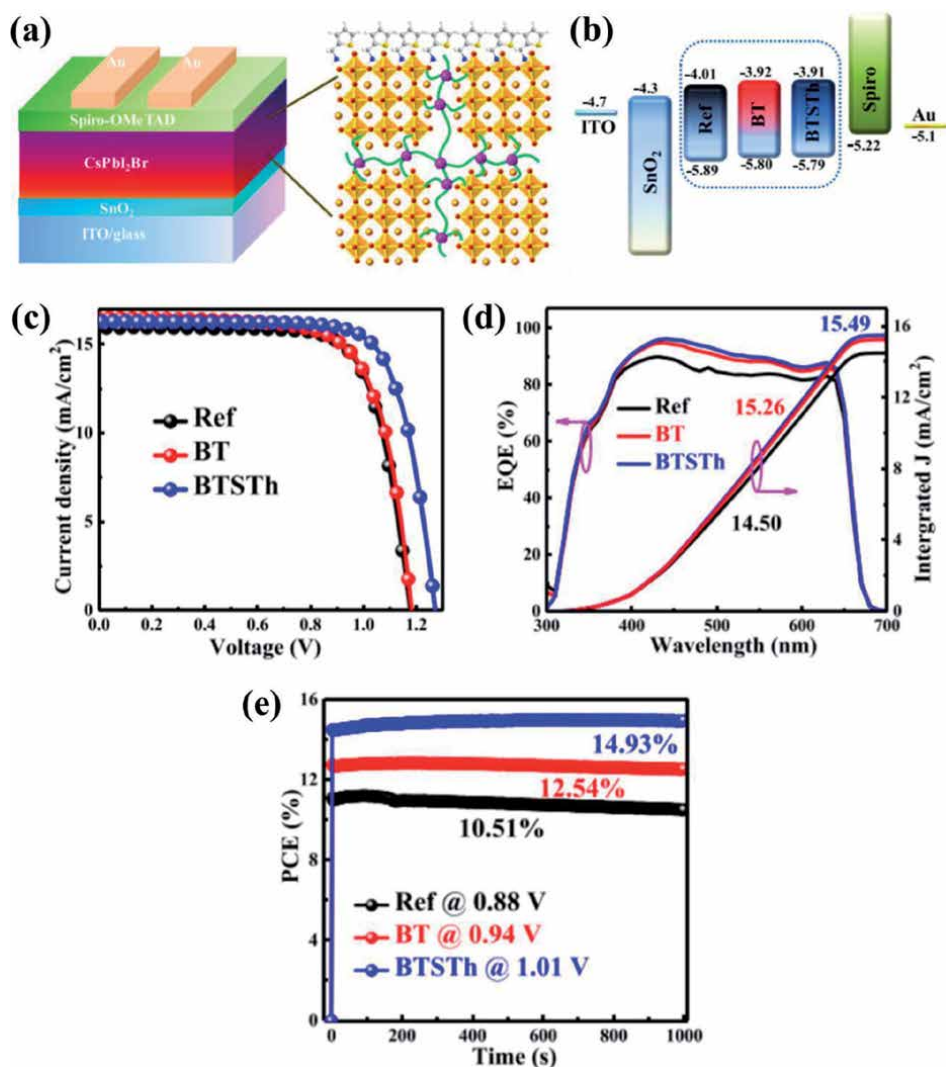 (a)
Au Au
Spiro-OMeTAD
CsPbI₂Br
SnO₂
ITO/glass
(b)
-4.7
ITO
-4.3
SnO₂
-4.01
Ref
-5.89
-3.92
BT
-5.80
-3.91
BTSTh
-5.79
Spiro
-5.22
Au
-5.1
(c)
Current density (mA/cm²)
15
10
5
0
Ref
BT
BTSTh
0.0 0.2 0.4 0.6 0.8 1.0 1.2
Voltage (V)
(d)
EQE (%)
100
80
60
40
20
0
15.49
Ref
BT
BTSTh
15.26
14.50
16
12
8
4
0
Intergrated J (mA/cm²)
300 400 500 600 700
Wavelength (nm)
(e)
PCE (%)
16
12
8
4
0
14.93%
12.54%
10.51%
Ref @ 0.88 V
BT @ 0.94 V
BTSTh @ 1.01 V
0 200 400 600 800 1000
Time (s)